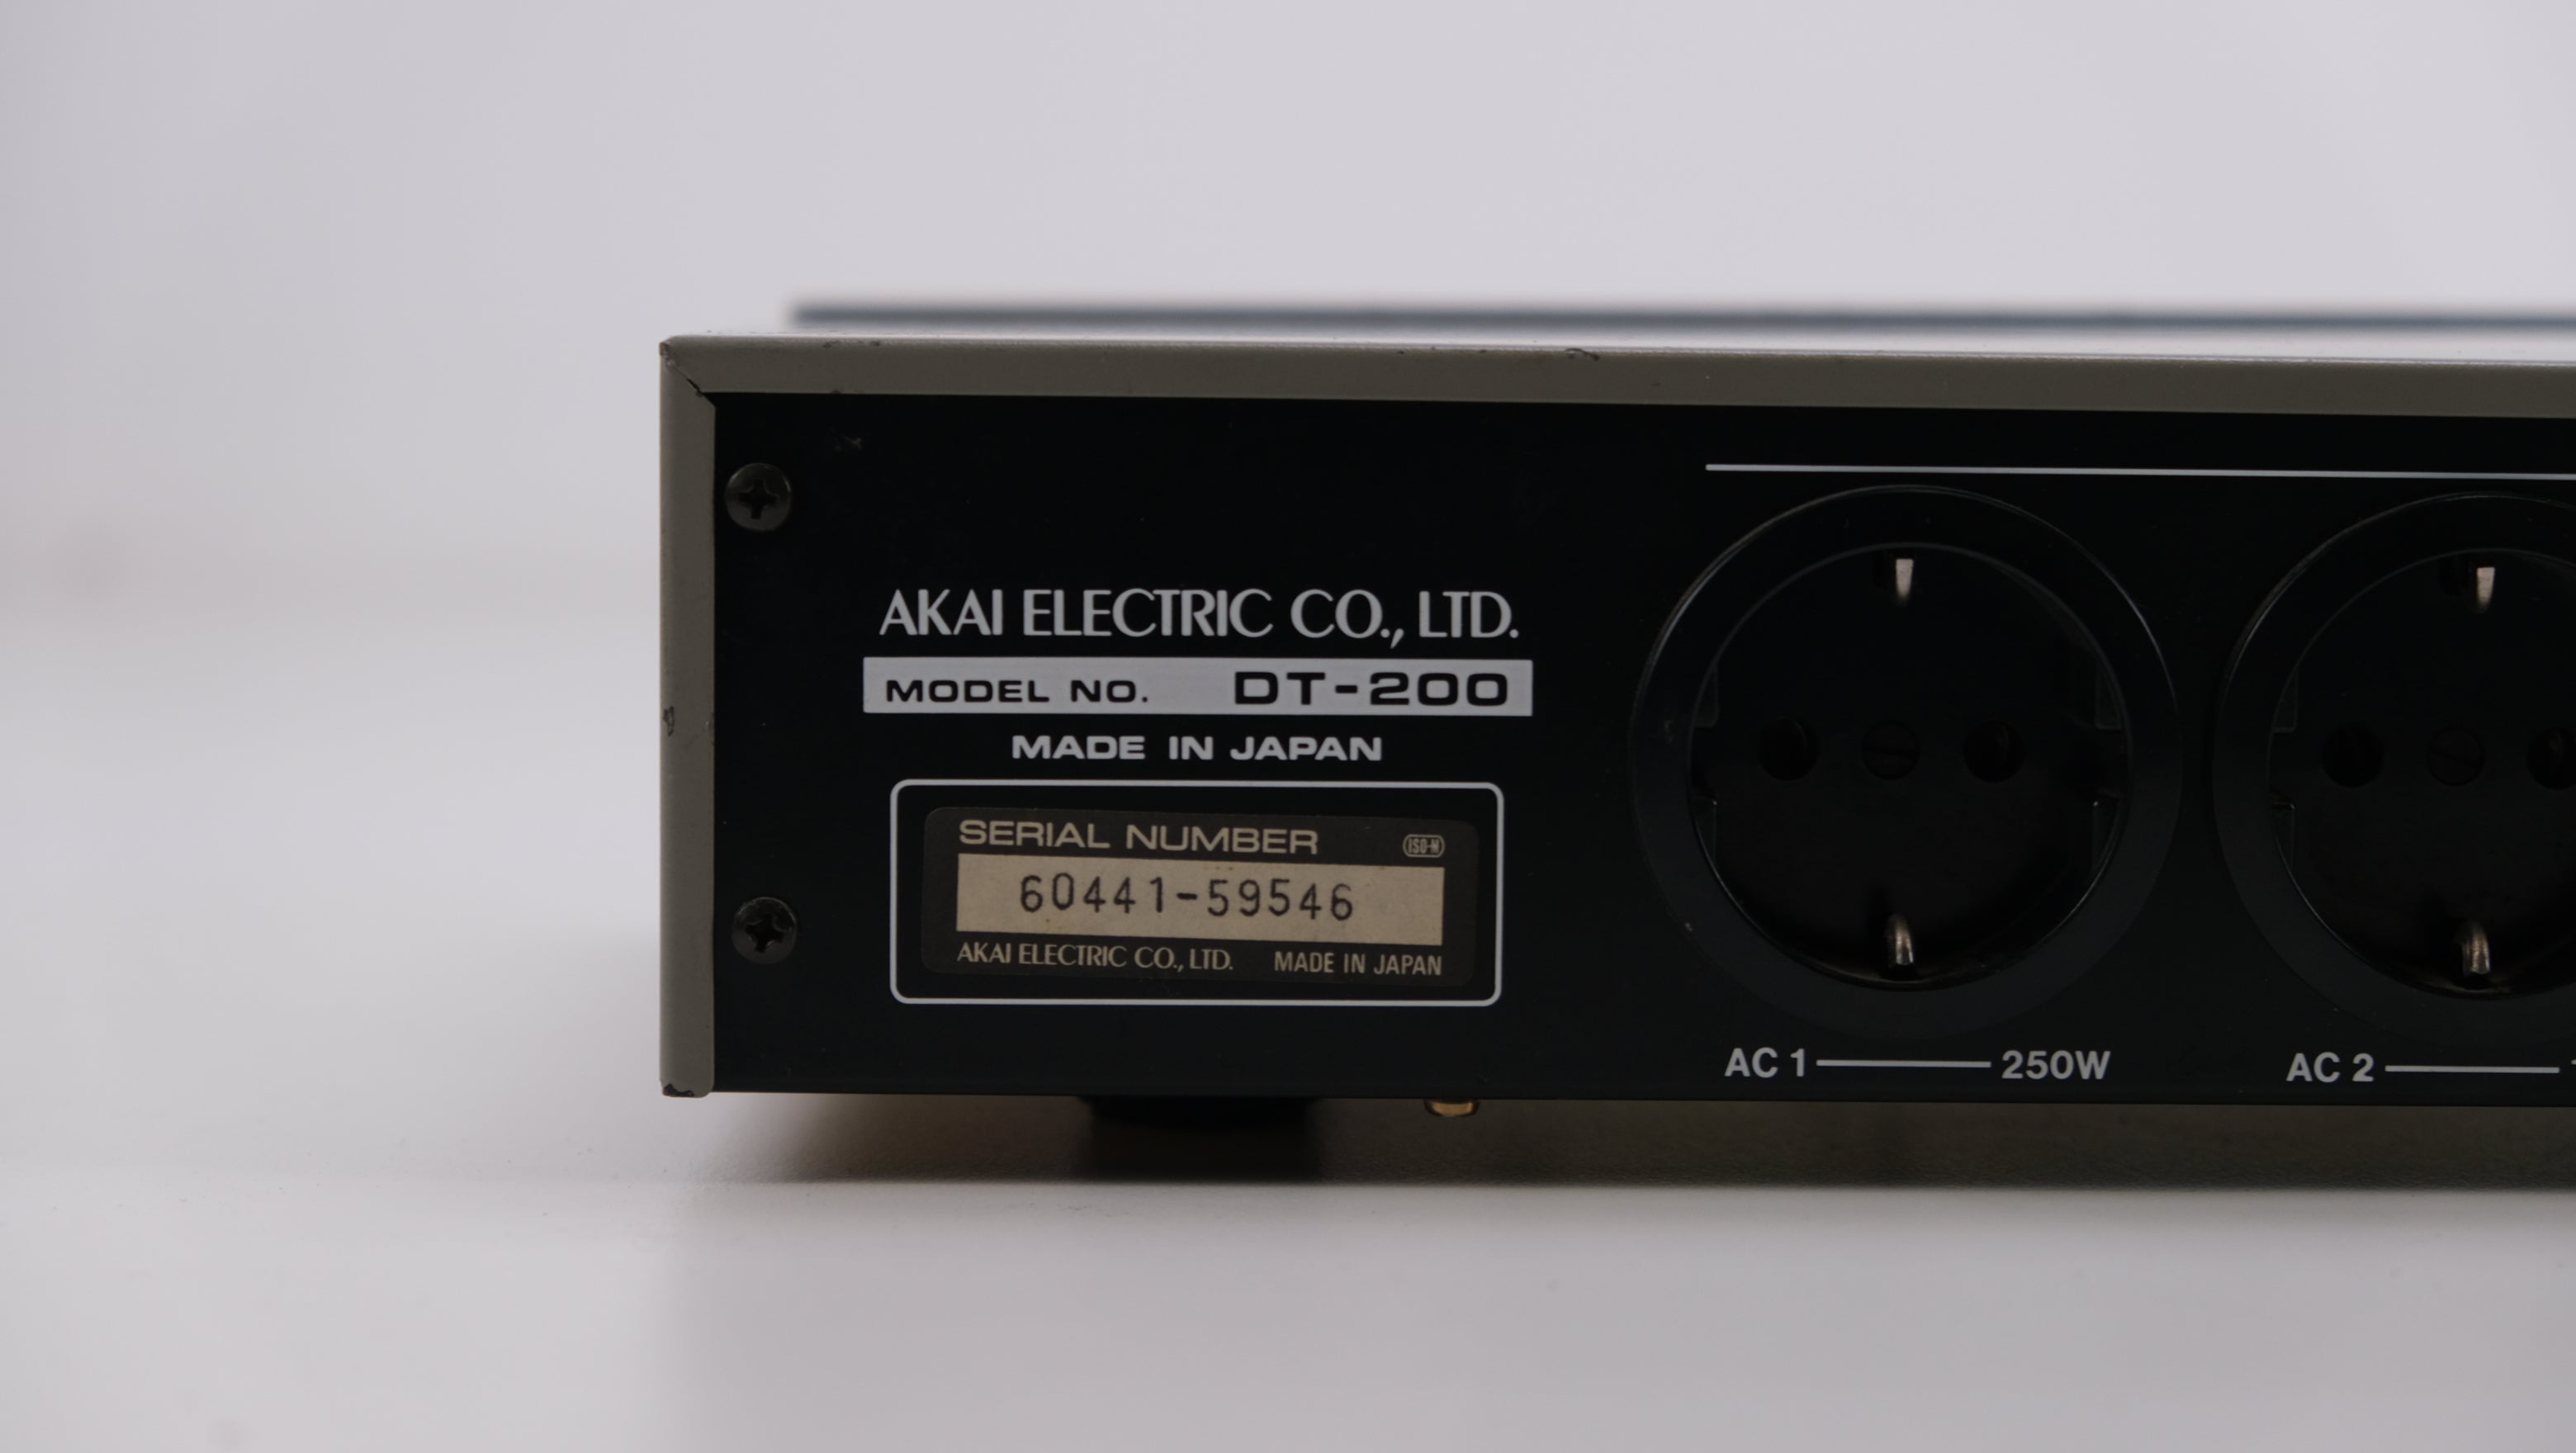 AKAI ELECTRIC CO., LTD.
MODEL NO. DT-200
MADE IN JAPAN
SERIAL NUMBER ISO-M
60441-59546
AKAI ELECTRIC CO., LTD. MADE IN JAPAN
AC 1 250W
AC 2